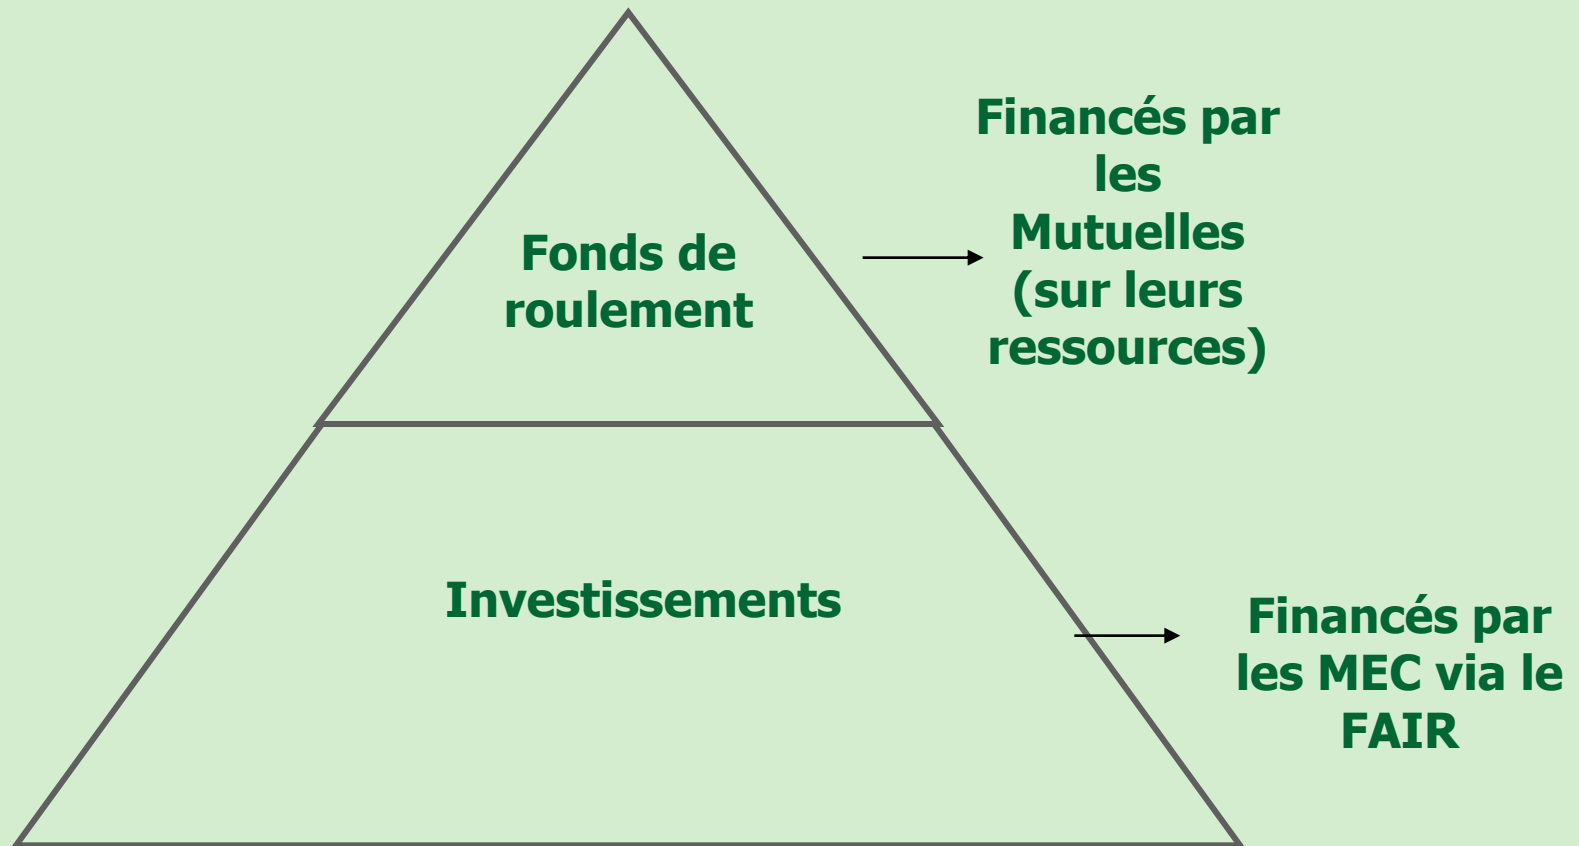 Fonds de
roulement
Financés par
les
Mutuelles
(sur leurs
ressources)
Investissements
Financés par
les MEC via le
FAIR